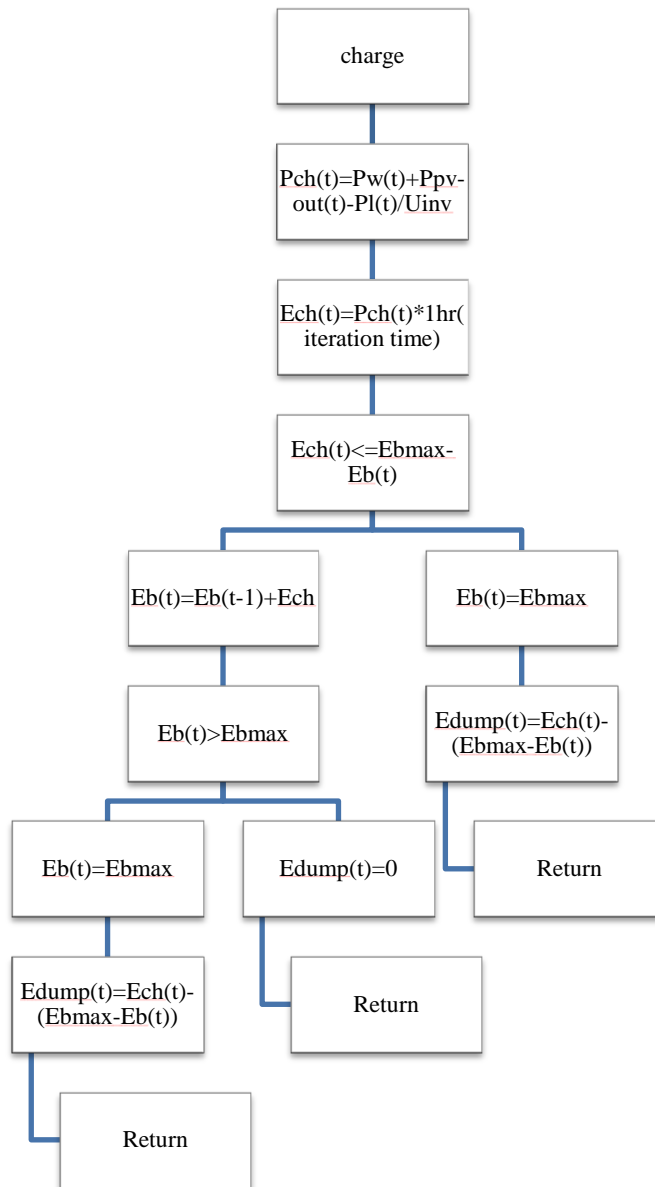 charge
Pch(t)=Pw(t)+Ppv-
out(t)-Pl(t)/Uinv
Ech(t)=Pch(t)*1hr(
iteration time)
Ech(t)<=Ebmax-
Eb(t)
Eb(t)=Eb(t-1)+Ech
Eb(t)=Ebmax
Eb(t)>Ebmax
Edump(t)=Ech(t)-
(Ebmax-Eb(t))
Eb(t)=Ebmax
Edump(t)=0
Return
Edump(t)=Ech(t)-
(Ebmax-Eb(t))
Return
Return